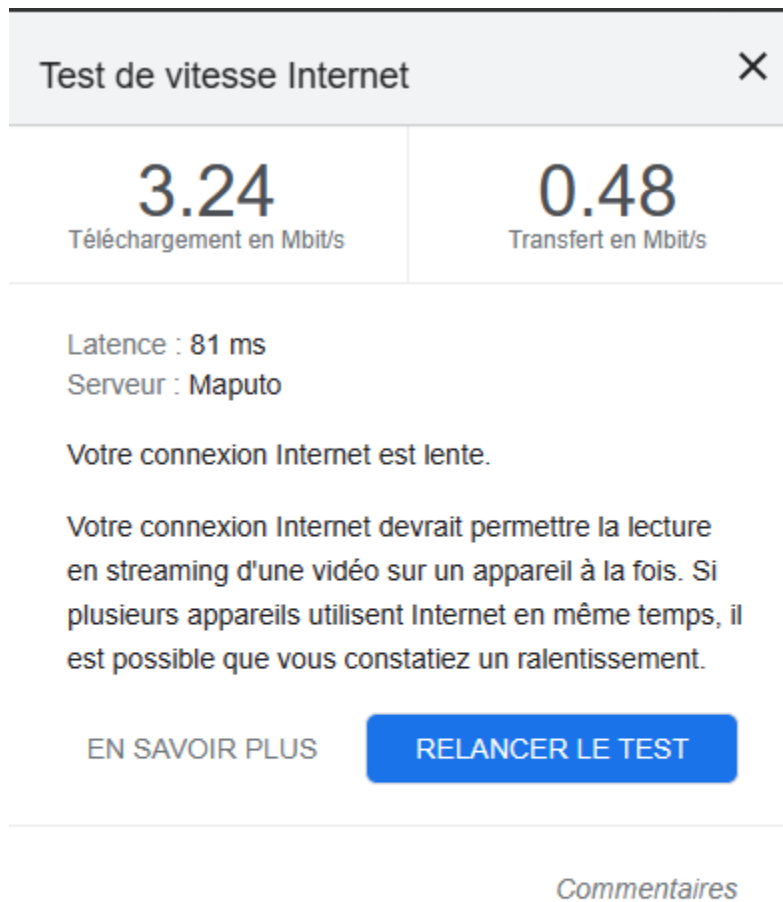 Test de vitesse Internet
3.24
Téléchargement en Mbit/s
0.48
Transfert en Mbit/s
Latence : 81 ms
Serveur : Maputo
Votre connexion Internet est lente.
Votre connexion Internet devrait permettre la lecture
en streaming d'une vidéo sur un appareil à la fois. Si
plusieurs appareils utilisent Internet en même temps, il
est possible que vous constatiez un ralentissement.
EN SAVOIR PLUS
RELANCER LE TEST
Commentaires